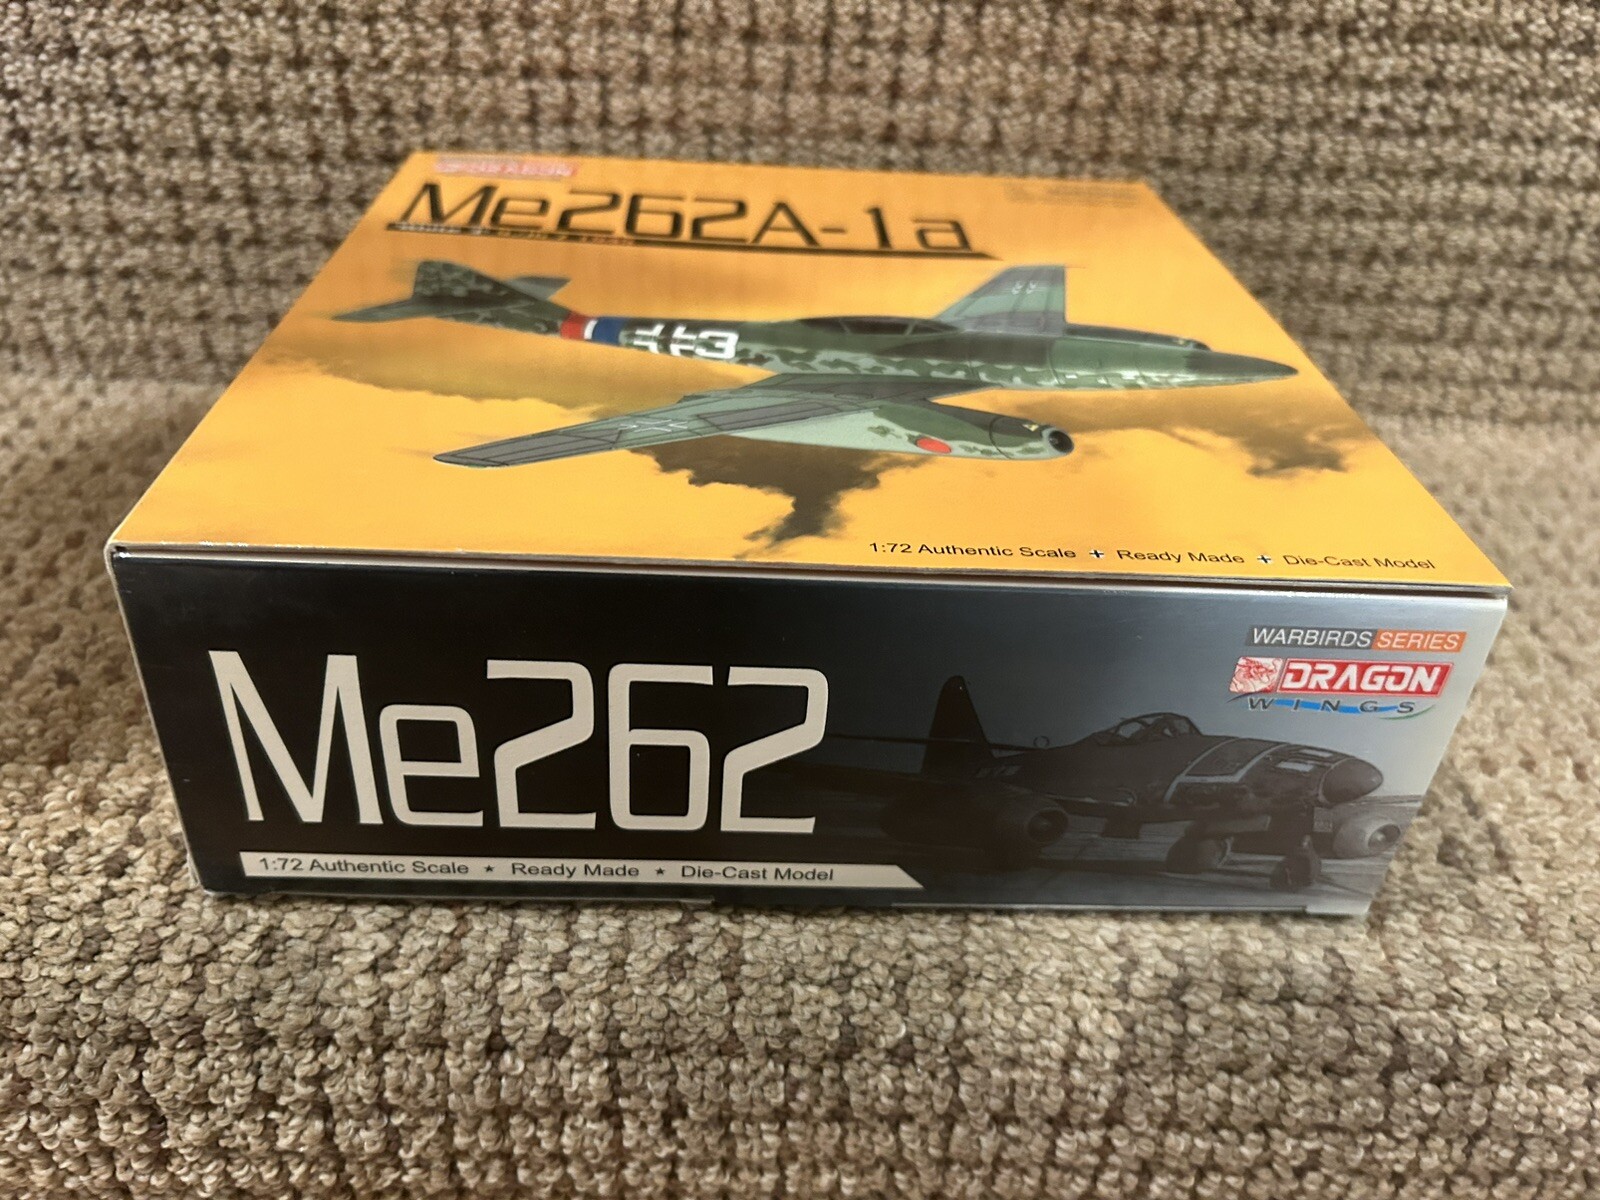 DRAGON
Me262A-1a
3
1:72 Authentic Scale + Ready Made + Die-Cast Model
WARBIRDS SERIES
DRAGON
WINGS
Me262
1:72 Authentic Scale ★ Ready Made ★ Die-Cast Model